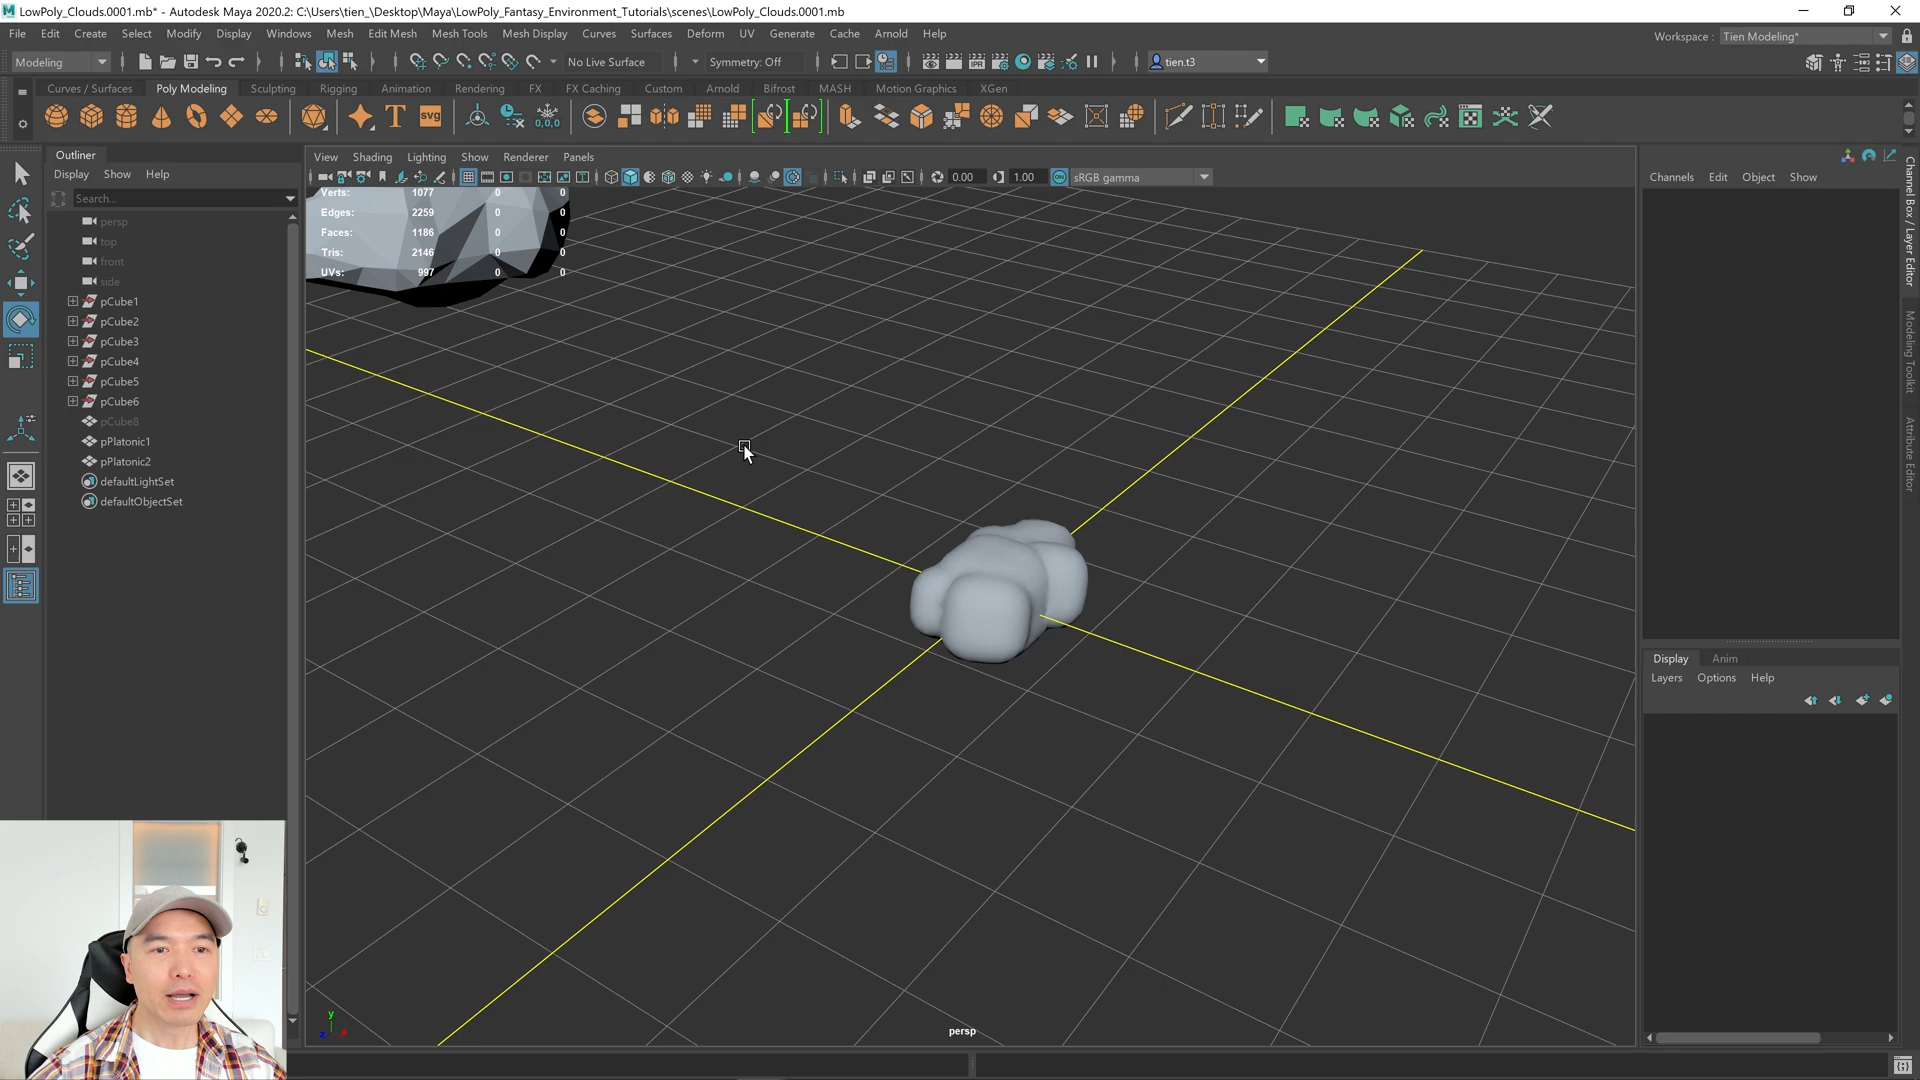 LowPoly_Clouds.0001.mb* - Autodesk Maya 2020.2: C:\Users\tien_\Desktop\Maya\LowPoly_Fantasy_Environment_Tutorials\scenes\LowPoly_Clouds.0001.mb
File Edit Create Select Modify Display Windows Mesh Edit Mesh Mesh Tools Mesh Display Curves Surfaces Deform UV Generate Cache Arnold Help
Workspace : Tien Modeling*
Modeling
No Live Surface
Symmetry: Off
tien.t3
Curves / Surfaces Poly Modeling Sculpting Rigging Animation Rendering FX FX Caching Custom Arnold Bifrost MASH Motion Graphics XGen
T
svg
0,0,0
Outliner
Display Show Help
Search...
persp
top
front
side
pCube1
pCube2
pCube3
pCube4
pCube5
pCube6
pCube8
pPlatonic1
pPlatonic2
defaultLightSet
defaultObjectSet
View Shading Lighting Show Renderer Panels
0.00
1.00
ON
sRGB gamma
Verts: 1077 0 0
Edges: 2259 0 0
Faces: 1186 0 0
Tris: 2146 0 0
UVs: 997 0 0
y
z
x
persp
Channels Edit Object Show
Channel Box / Layer Editor
Modeling Toolkit
Attribute Editor
Display Anim
Layers Options Help